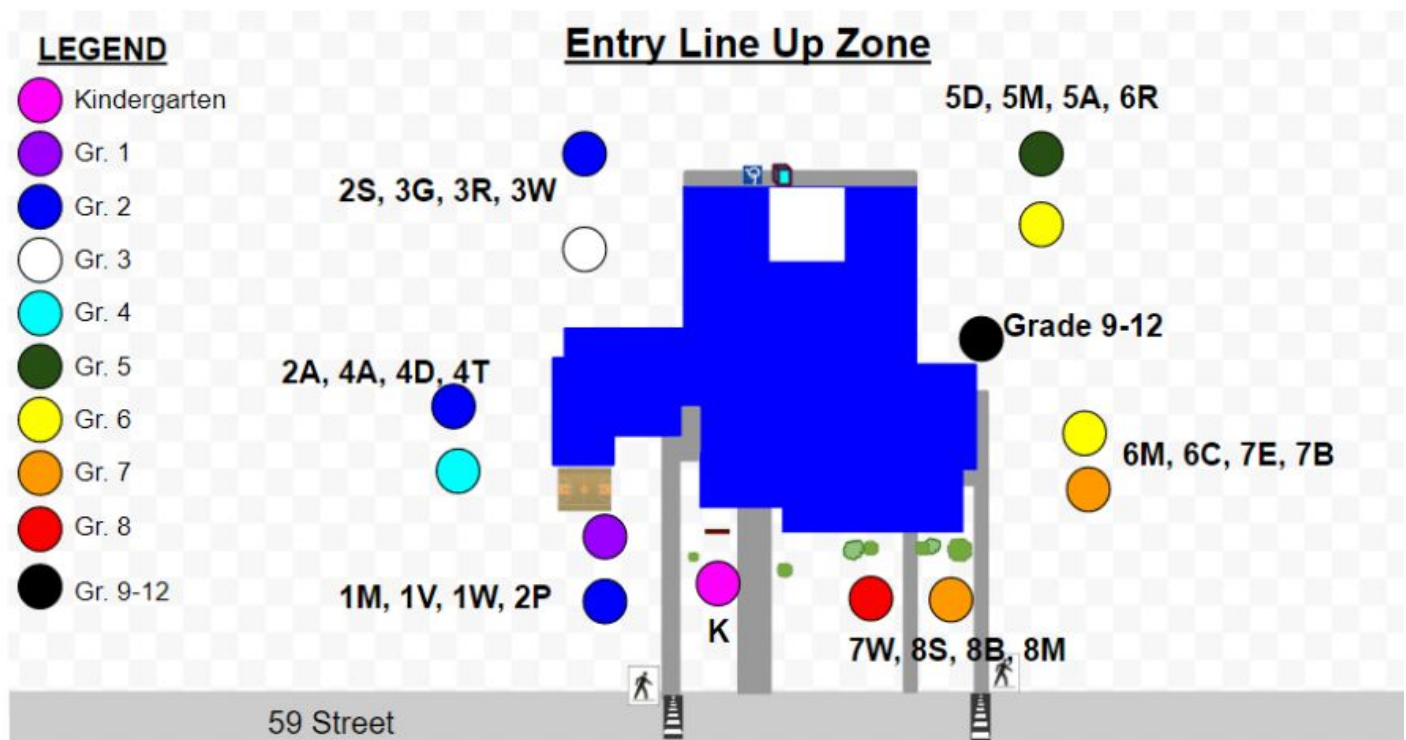 LEGEND
Kindergarten
Gr. 1
Gr. 2
Gr. 3
Gr. 4
Gr. 5
Gr. 6
Gr. 7
Gr. 8
Gr. 9-12
Entry Line Up Zone
5D, 5M, 5A, 6R
2S, 3G, 3R, 3W
Grade 9-12
2A, 4A, 4D, 4T
6M, 6C, 7E, 7B
1M, 1V, 1W, 2P
K
7W, 8S, 8B, 8M
59 Street